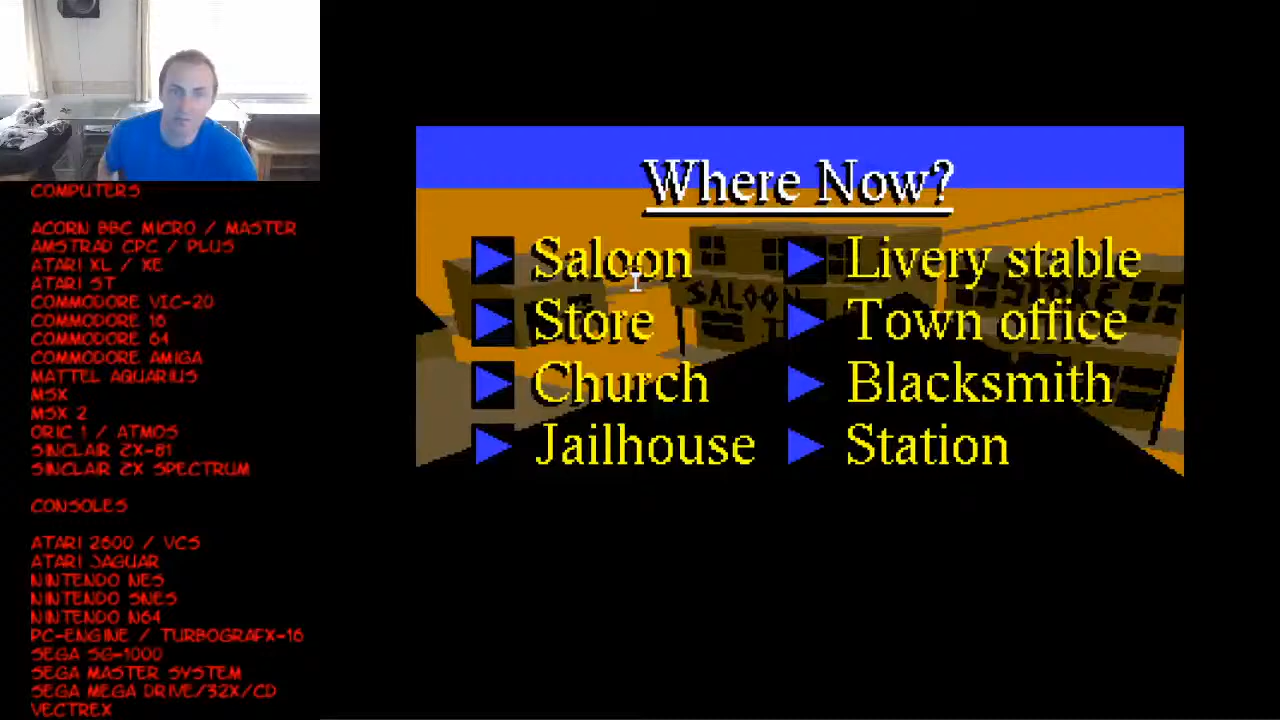 COMPUTERS
ACORN BBC MICRO / MASTER
AMSTRAD CPC / PLUS
ATARI XL / XE
ATARI ST
COMMODORE VIC-20
COMMODORE 16
COMMODORE 64
COMMODORE AMIGA
MATTEL AQUARIUS
MSX
MSX 2
ORIC 1 / ATMOS
SINCLAIR ZX-81
SINCLAIR ZX SPECTRUM
CONSOLES
ATARI 2600 / VCS
ATARI JAGUAR
NINTENDO NES
NINTENDO SNES
NINTENDO N64
PC-ENGINE / TURBOGRAFX-16
SEGA SG-1000
SEGA MASTER SYSTEM
SEGA MEGA DRIVE/32X/CD
VECTREX
Where Now?
Saloon
Store
Church
Jailhouse
Livery stable
Town office
Blacksmith
Station
SALOON
STORE